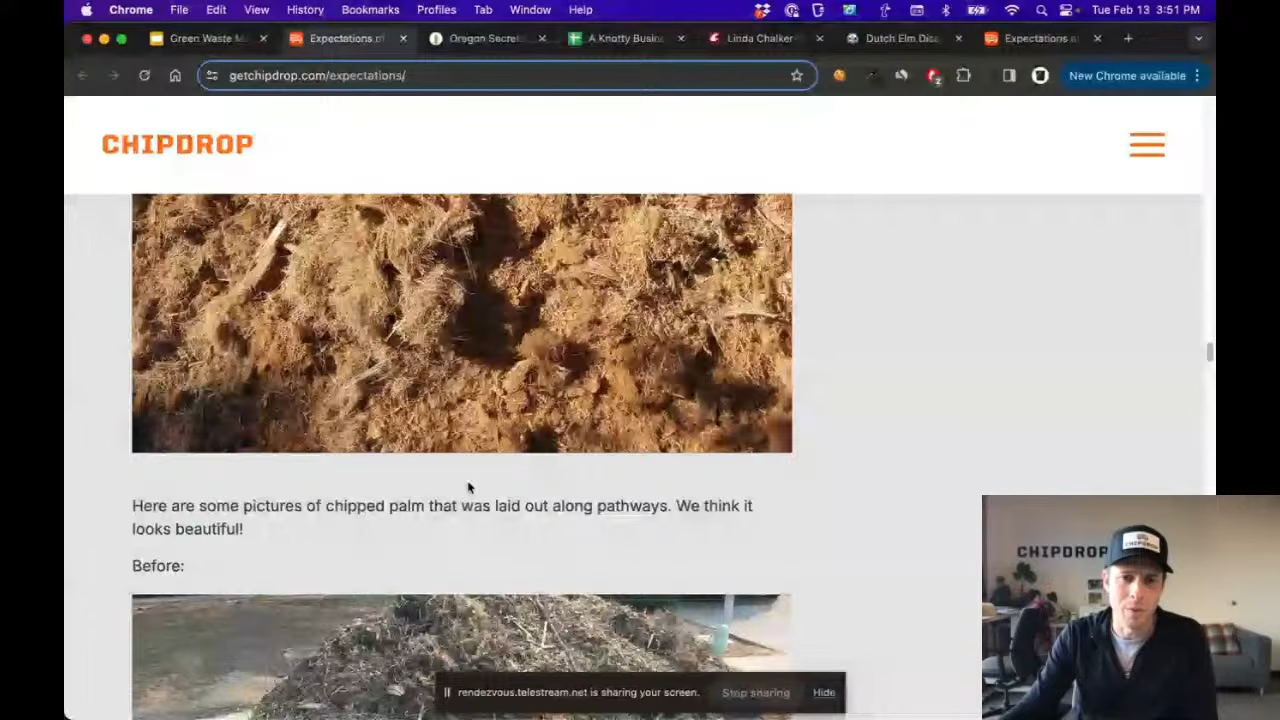 Chrome File Edit View History Bookmarks Profiles Tab Window Help Tue Feb 13 3:51 PM
Green Waste M Expectations of Oregon Secret A Knotty Busin Linda Chalker Dutch Elm Dise Expectations o
getchipdrop.com/expectations/ New Chrome available
CHIPDROP
Here are some pictures of chipped palm that was laid out along pathways. We think it
looks beautiful!
Before:
CHIPDROP
CHIPDROP
rendezvous.telestream.net is sharing your screen. Stop sharing Hide